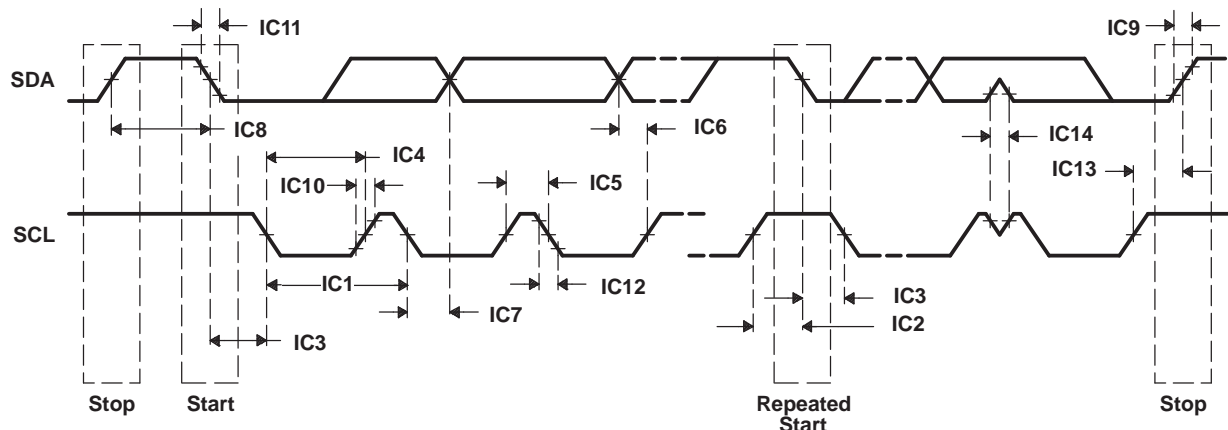 IC11
IC9
SDA
IC8
IC6
IC14
IC4
IC10
IC5
IC13
SCL
IC1
IC12
IC7
IC3
IC3
IC2
Stop
Start
Repeated
Start
Stop